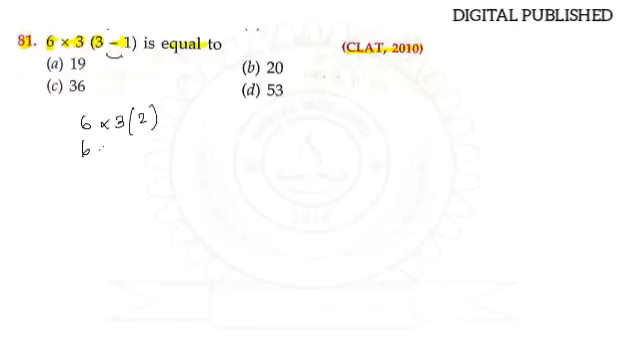 DIGITAL PUBLISHED
81. 6 × 3 (3 – 1) is equal to (CLAT, 2010)
(a) 19 (b) 20
(c) 36 (d) 53
6 × 3(2)
6
2016